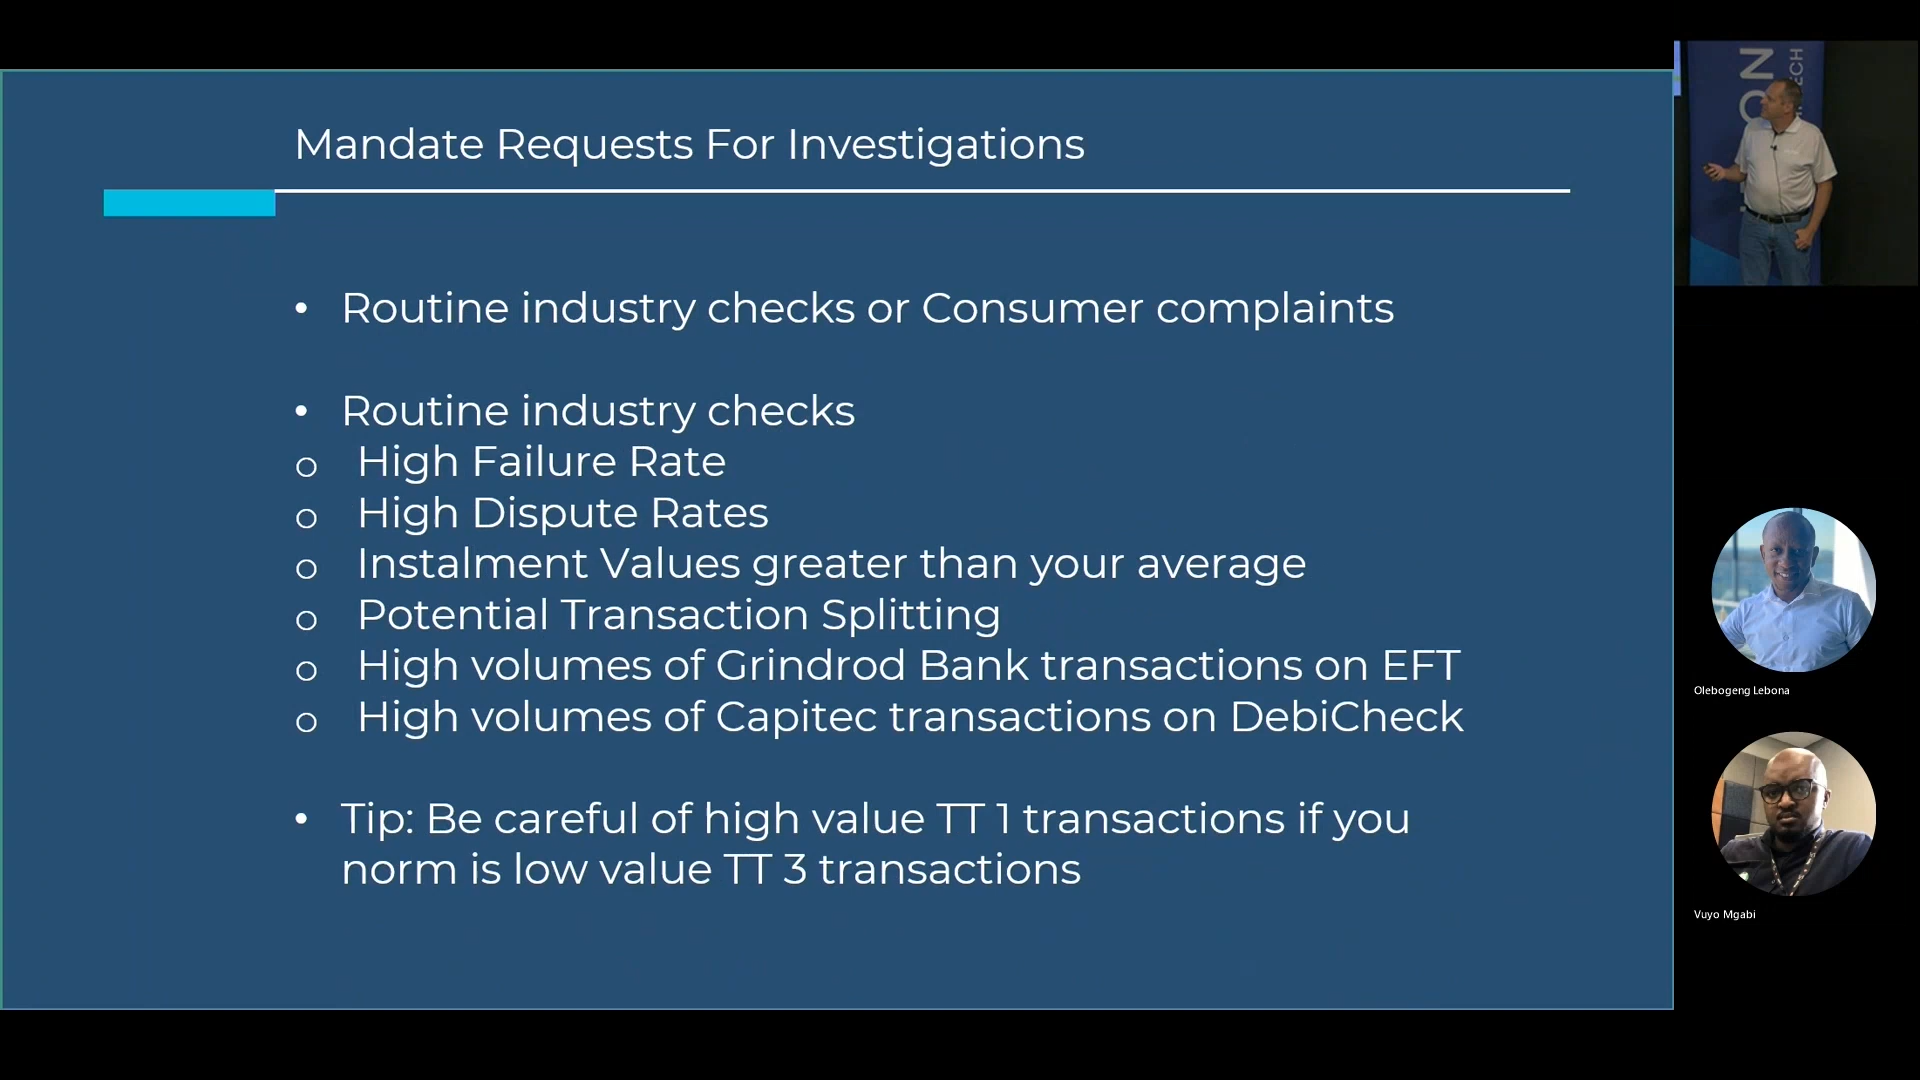 Mandate Requests For Investigations
• Routine industry checks or Consumer complaints
• Routine industry checks
o High Failure Rate
o High Dispute Rates
o Instalment Values greater than your average
o Potential Transaction Splitting
o High volumes of Grindrod Bank transactions on EFT
o High volumes of Capitec transactions on DebiCheck
• Tip: Be careful of high value TT 1 transactions if you
norm is low value TT 3 transactions
Olebogeng Lebona
Vuyo Mgabi